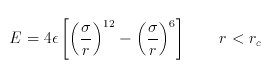 E = 4ϵ [ (σ/r)^12 − (σ/r)^6 ] r < r_c